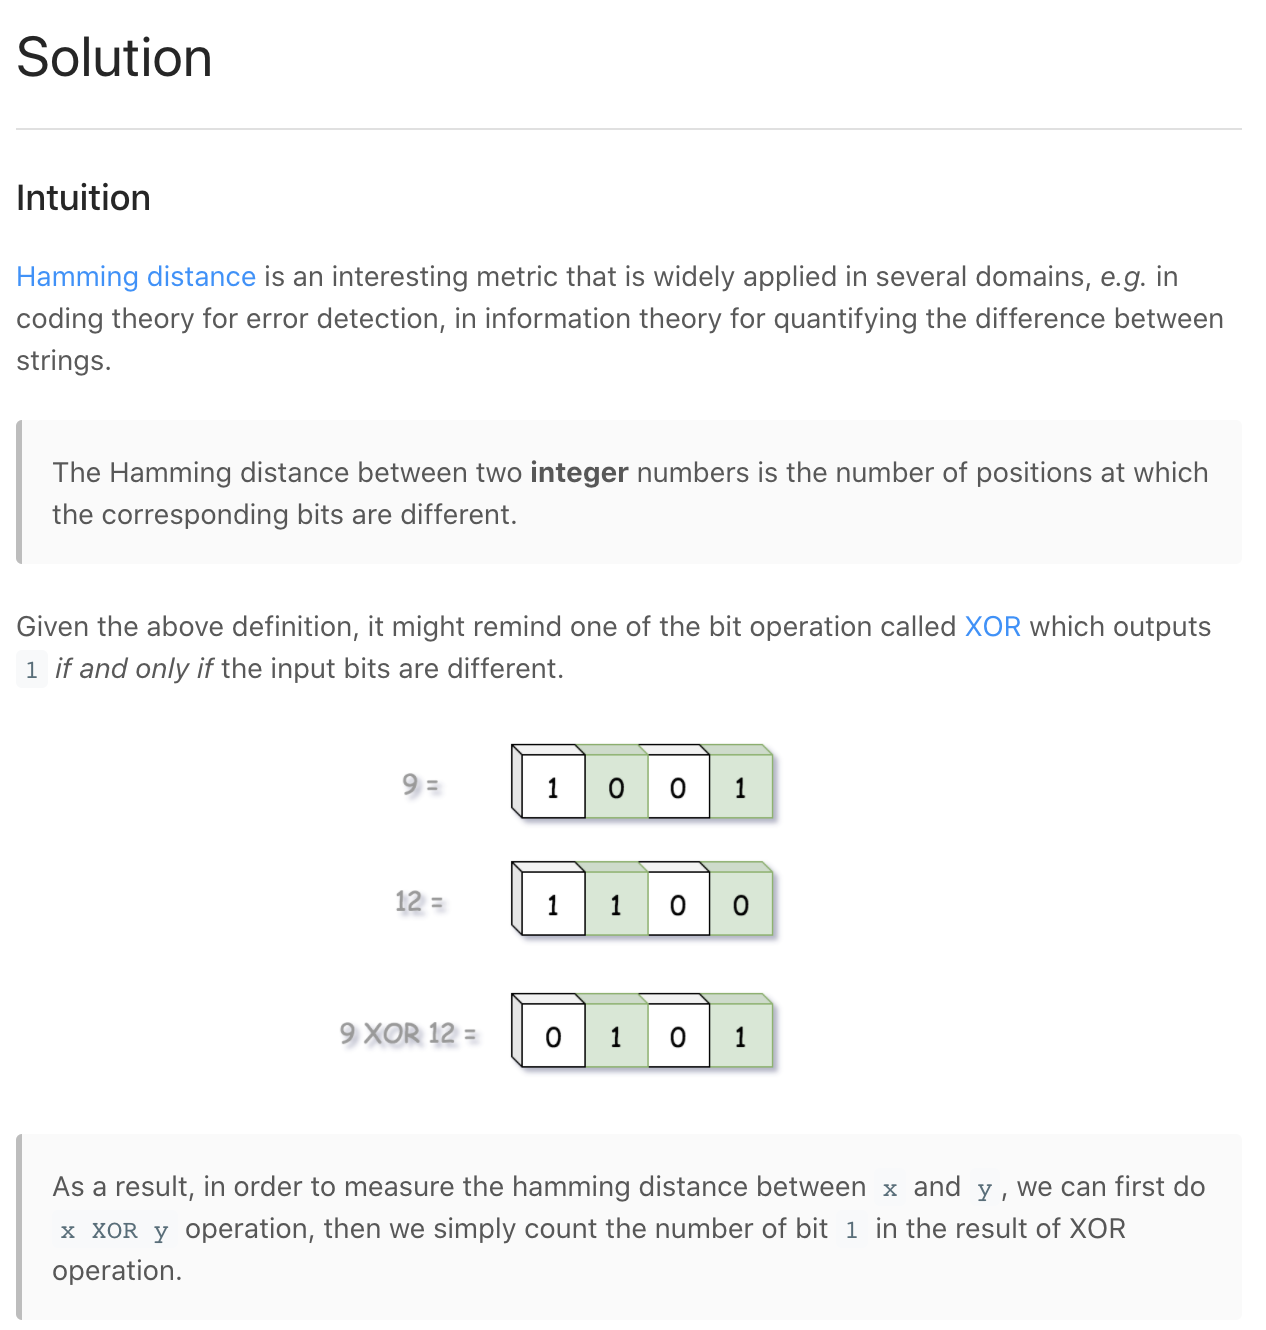 Solution
Intuition
Hamming distance is an interesting metric that is widely applied in several domains, e.g. in
coding theory for error detection, in information theory for quantifying the difference between
strings.
The Hamming distance between two integer numbers is the number of positions at which
the corresponding bits are different.
Given the above definition, it might remind one of the bit operation called XOR which outputs
1 if and only if the input bits are different.
9 = 1 0 0 1
12 = 1 1 0 0
9 XOR 12 = 0 1 0 1
As a result, in order to measure the hamming distance between x and y , we can first do
x XOR y operation, then we simply count the number of bit 1 in the result of XOR
operation.